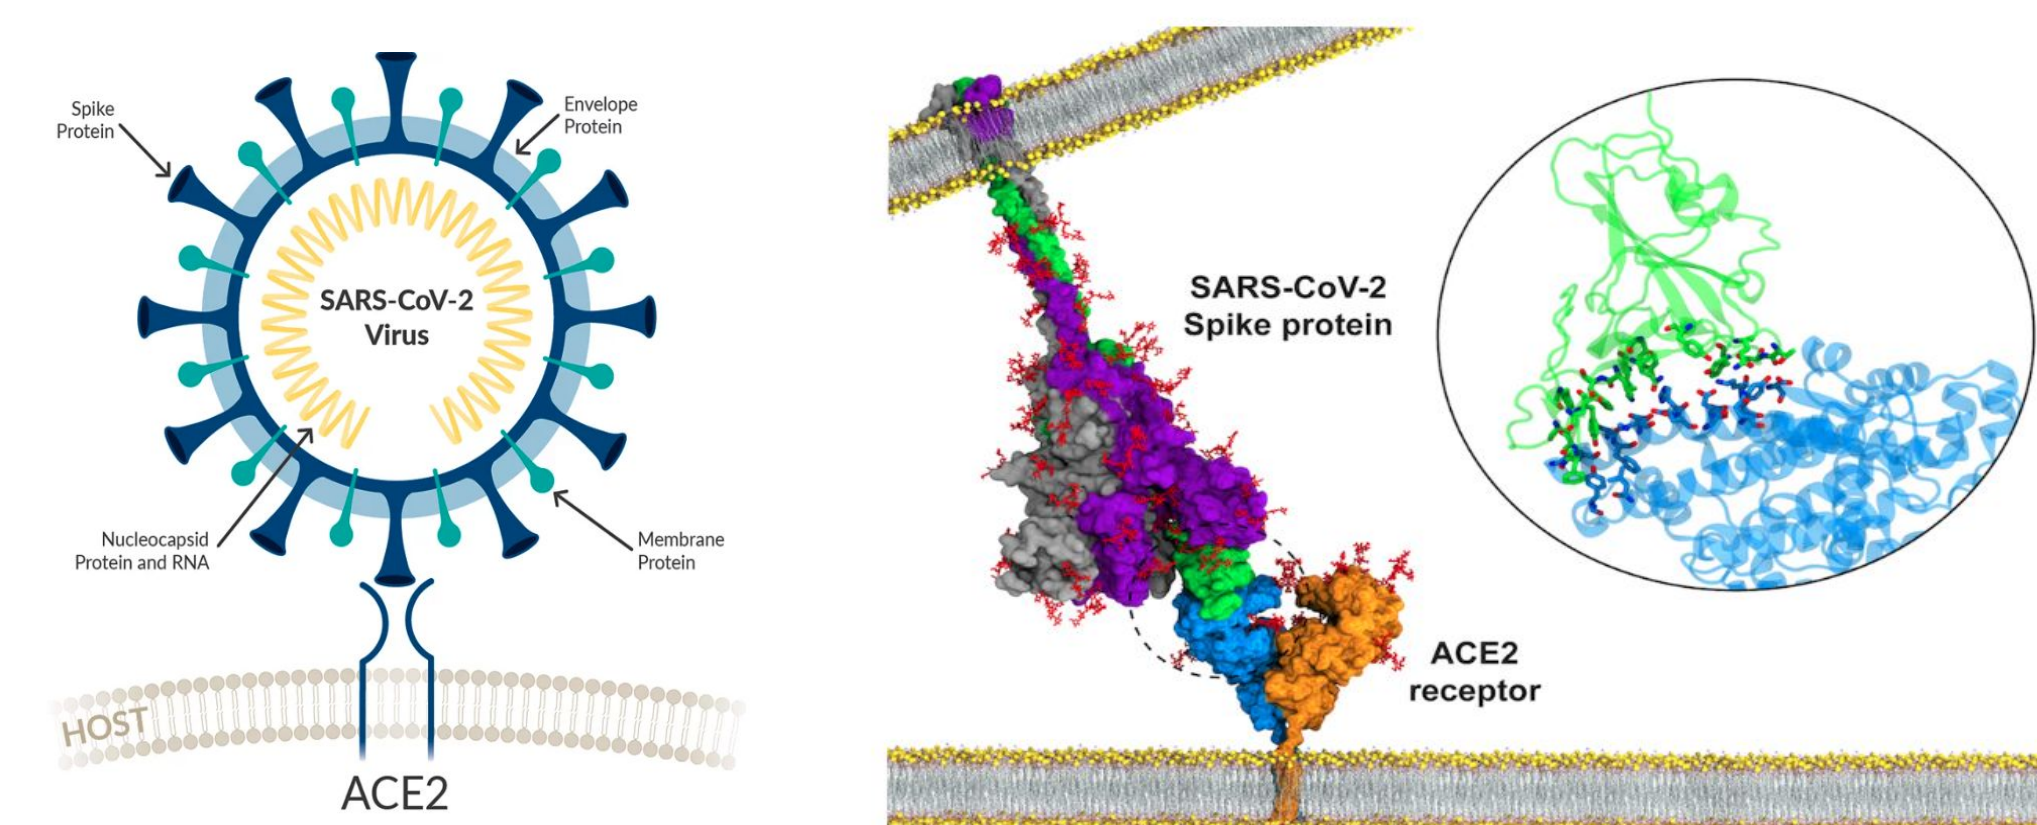 Spike
Protein
Envelope
Protein
SARS-CoV-2
Virus
Nucleocapsid
Protein and RNA
Membrane
Protein
HOST
ACE2
SARS-CoV-2
Spike protein
ACE2
receptor